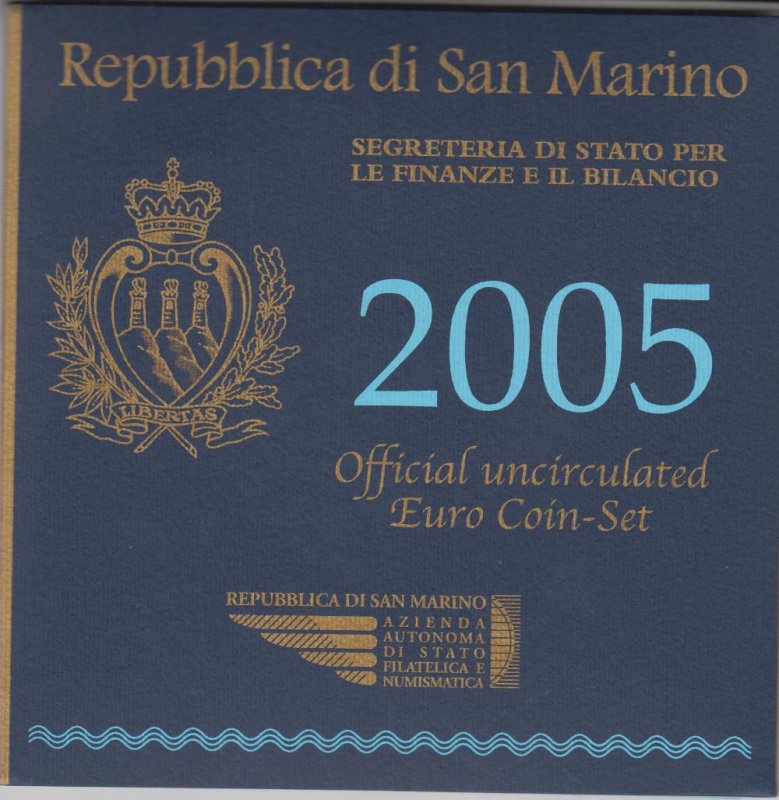 Repubblica di San Marino
SEGRETERIA DI STATO PER
LE FINANZE E IL BILANCIO
2005
LIBERTAS
Official uncirculated
Euro Coin-Set
REPUBBLICA DI SAN MARINO
AZIENDA
AUTONOMA
DI STATO
FILATELICA E
NUMISMATICA